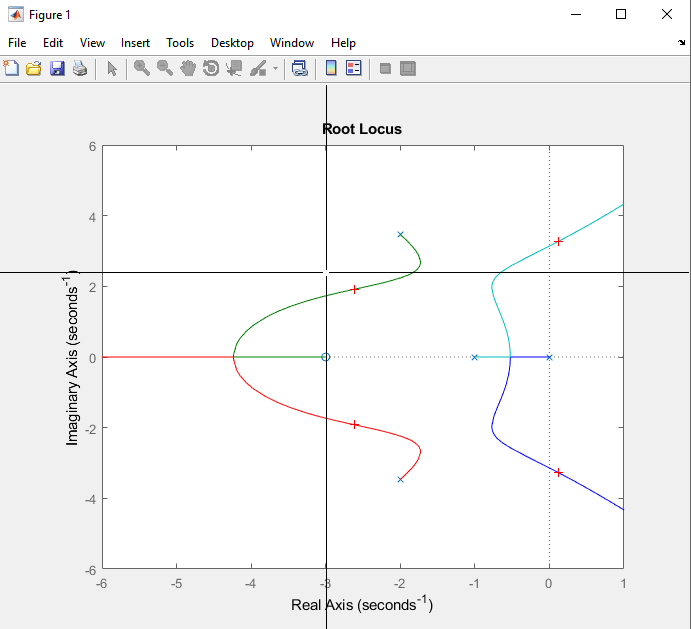 Figure 1
File Edit View Insert Tools Desktop Window Help
Root Locus
6
4
2
0
-2
-4
-6
Imaginary Axis (seconds-1)
-6 -5 -4 -3 -2 -1 0 1
Real Axis (seconds-1)